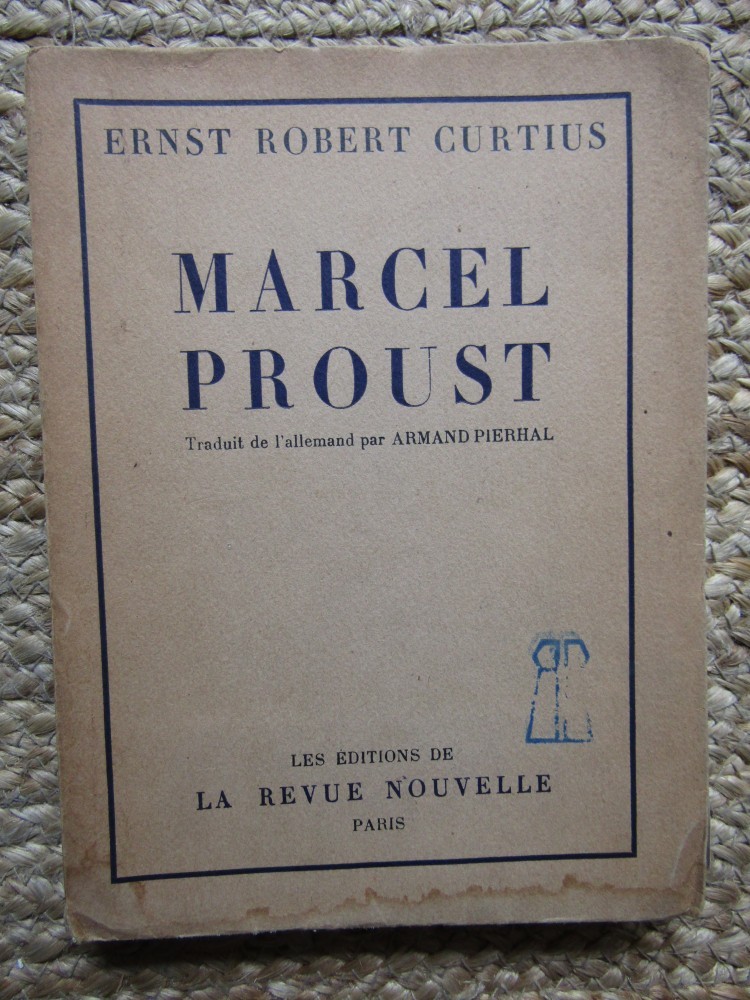 ERNST ROBERT CURTIUS
MARCEL
PROUST
Traduit de l'allemand par ARMAND PIERHAL
LES ÉDITIONS DE
LA REVUE NOUVELLE
PARIS